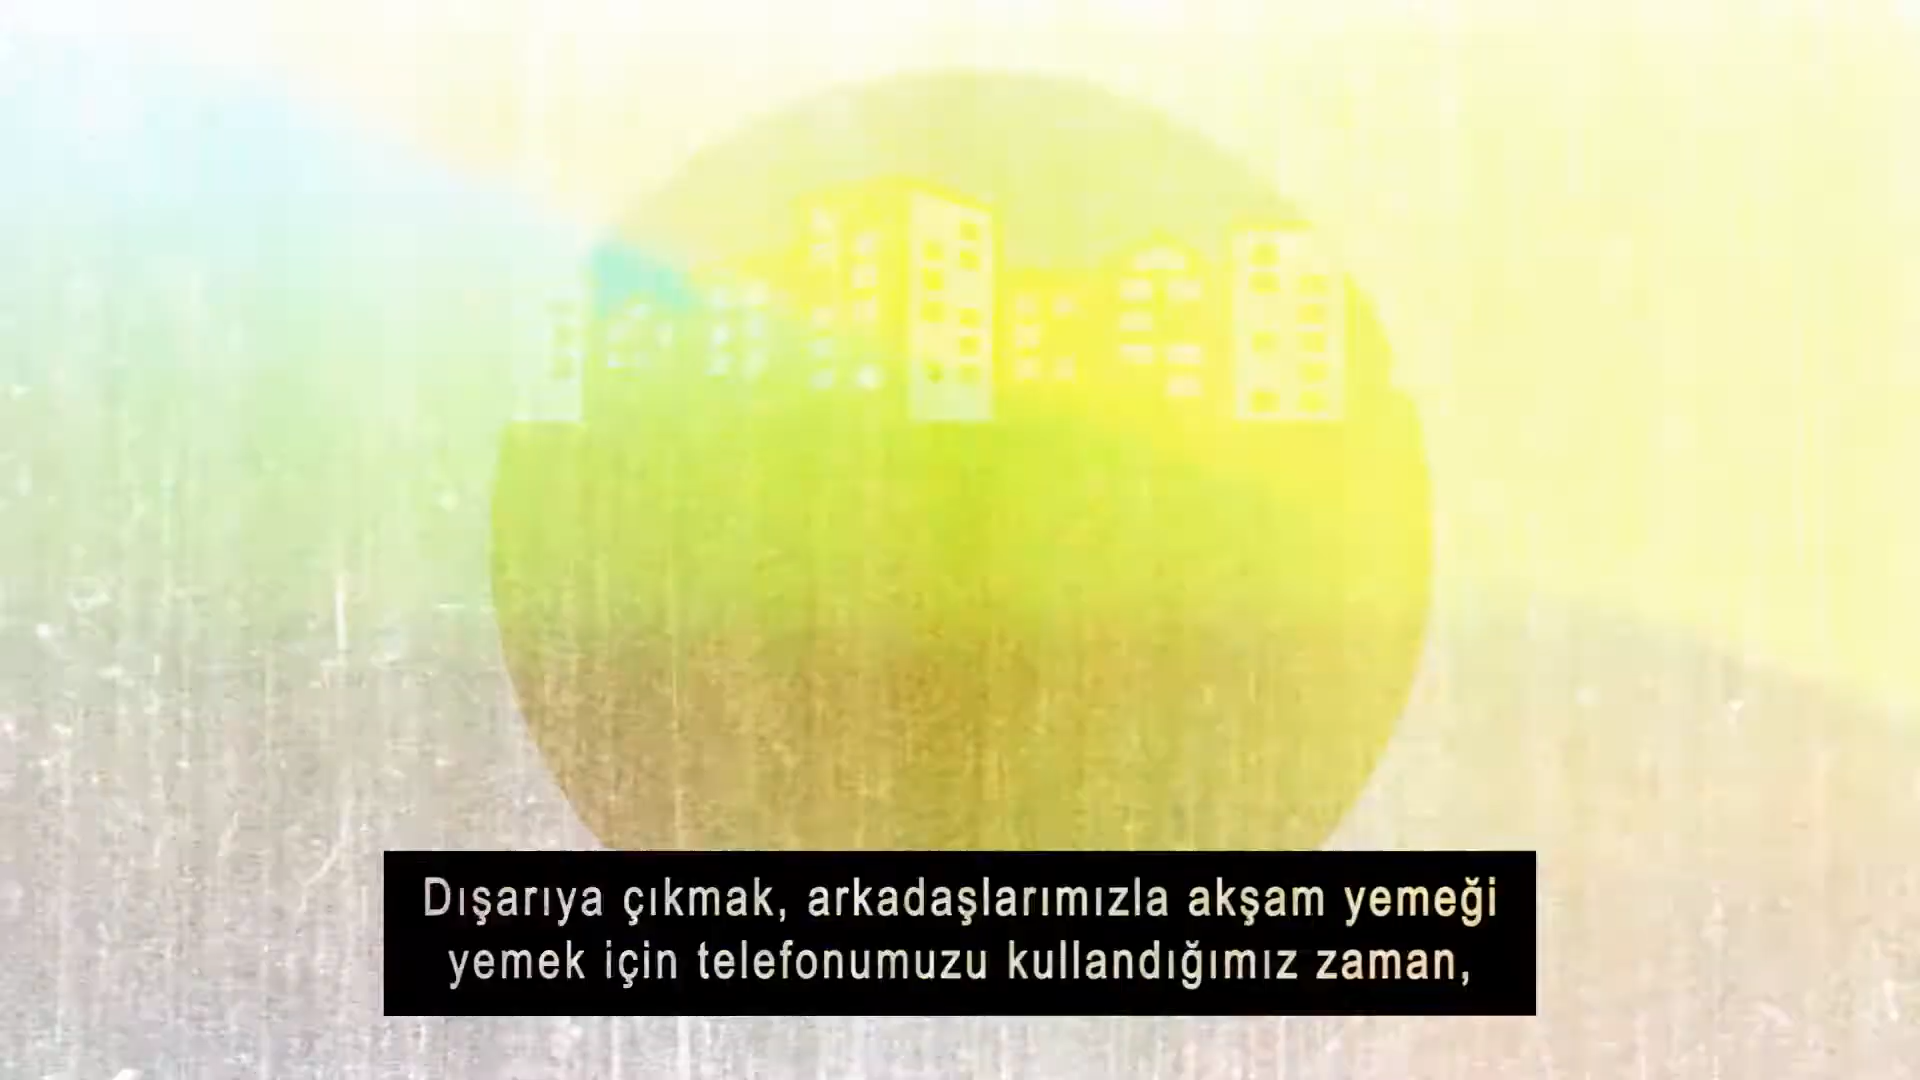 Dışarıya çıkmak, arkadaşlarımızla akşam yemeği
yemek için telefonumuzu kullandığımız zaman,